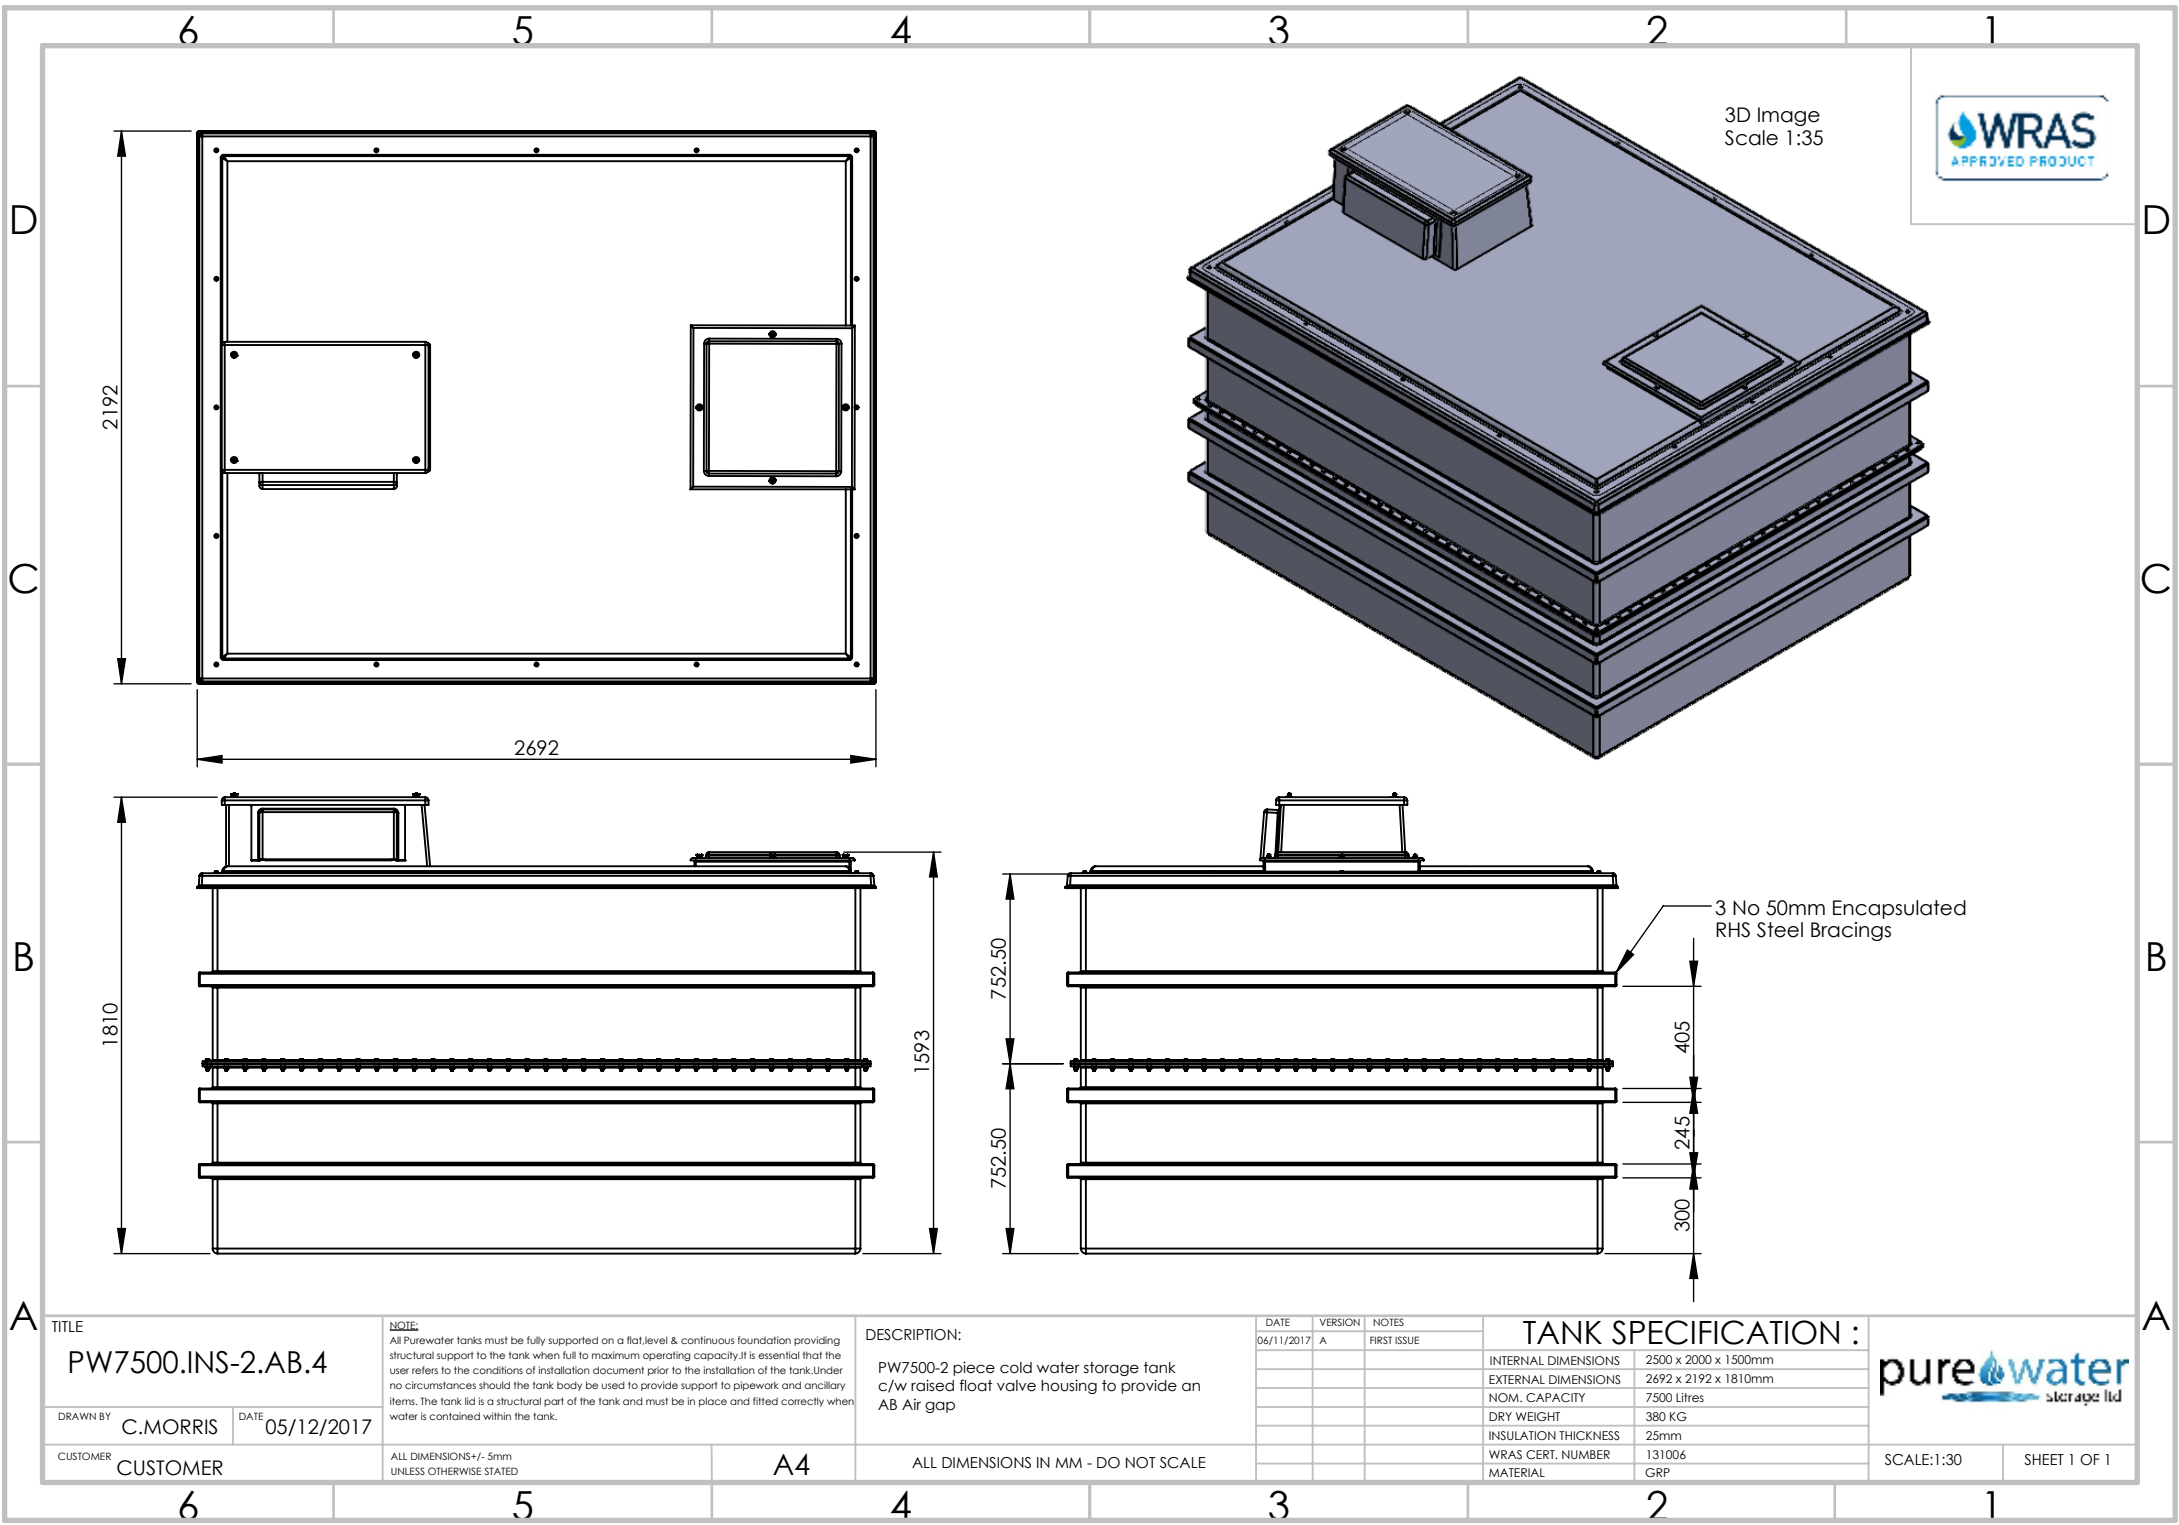 6 5 4 3 2 1
D
D
C
C
B
B
A
A
3D Image
Scale 1:35
WRAS
APPROVED PRODUCT
2192
2692
1810
1593
752.50
752.50
3 No 50mm Encapsulated
RHS Steel Bracings
405
245
300
TITLE
PW7500.INS-2.AB.4
DRAWN BY C.MORRIS DATE 05/12/2017
CUSTOMER CUSTOMER
NOTE:
All Purewater tanks must be fully supported on a flat,level & continuous foundation providing
structural support to the tank when full to maximum operating capacity.It is essential that the
user refers to the conditions of installation document prior to the installation of the tank.Under
no circumstances should the tank body be used to provide support to pipework and ancillary
items. The tank lid is a structural part of the tank and must be in place and fitted correctly when
water is contained within the tank.
ALL DIMENSIONS+/- 5mm
UNLESS OTHERWISE STATED
A4
DESCRIPTION:
PW7500-2 piece cold water storage tank
c/w raised float valve housing to provide an
AB Air gap
ALL DIMENSIONS IN MM - DO NOT SCALE
DATE VERSION NOTES
06/11/2017 A FIRST ISSUE
TANK SPECIFICATION :
INTERNAL DIMENSIONS 2500 x 2000 x 1500mm
EXTERNAL DIMENSIONS 2692 x 2192 x 1810mm
NOM. CAPACITY 7500 Litres
DRY WEIGHT 380 KG
INSULATION THICKNESS 25mm
WRAS CERT. NUMBER 131006
MATERIAL GRP
pure water
storage ltd
SCALE:1:30 SHEET 1 OF 1
6 5 4 3 2 1